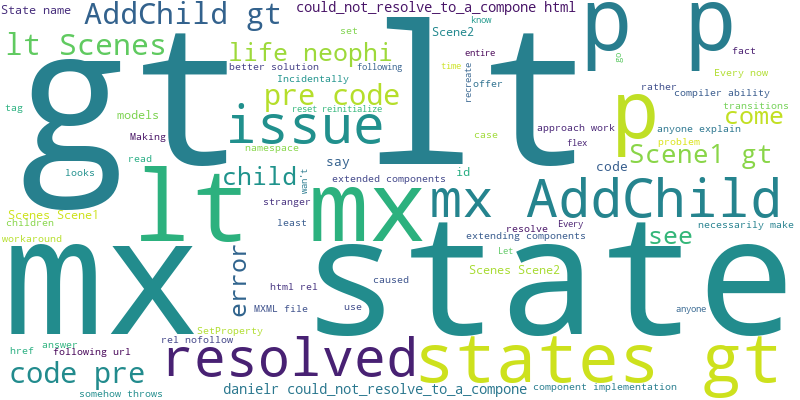 State name
AddChild gt
could_not_resolve_to_a_compone html
p p
know
set
Scene2
lt Scenes
life neophi
entire
fact
better solution
following
go
gt lt
Incidentally
time
offer
rather
Every now
tag
pre code
recreate
compiler ability
models
reset reinitialize
p
come
transitions
issue
case
approach work
anyone explain
Making
namespace
flex
problem
read
say
Scene1 gt
looks
lt
child
extended components
id
code
won't
mx
mx AddChild
stranger
Scenes Scene1
least
children
extending components
resolve
Every
necessarily make
workaround
see
mx state
error
Let
Scenes Scene2
html rel
caused
MXML file
use
anyone
SetProperty
rel nofollow
href
answer
following url
resolved
states gt
code pre
somehow throws
danielr could_not_resolve_to_a_compone
component implementation